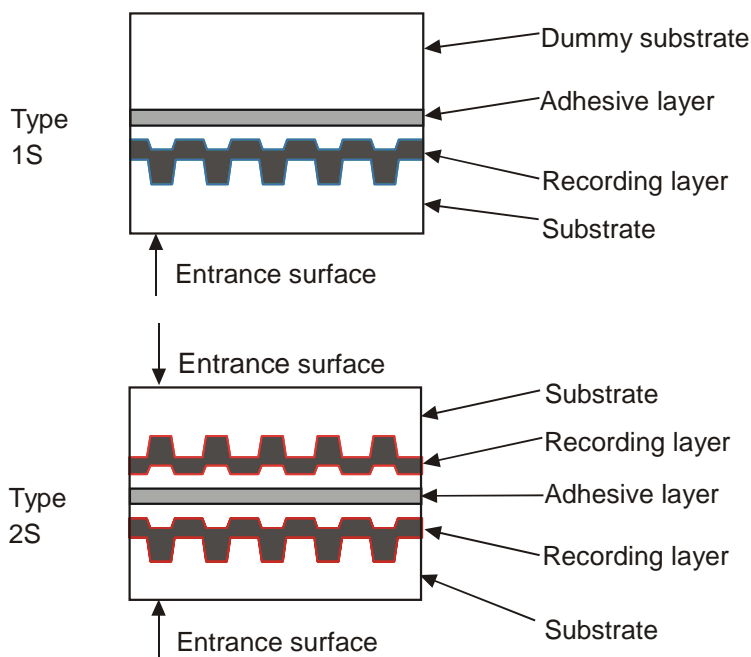 Dummy substrate
Adhesive layer
Type
1S
Recording layer
Substrate
Entrance surface
Entrance surface
Substrate
Recording layer
Type
2S
Adhesive layer
Recording layer
Substrate
Entrance surface